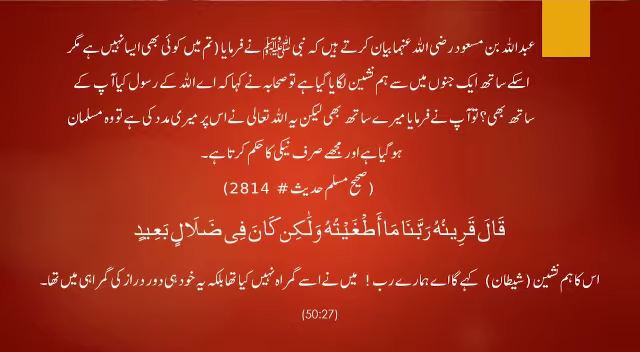 عبداللہ بن مسعود رضی اللہ عنہما بیان کرتے ہیں کہ نبی ﷺ نے فرمایا (تم میں کوئی بھی ایسا نہیں ہے مگر
اسکے ساتھ ایک جنوں میں سے ہم نشین لگایا گیا ہے تو صحابہ نے کہا کہ اے اللہ کے رسول کیا آپ کے
ساتھ بھی؟ تو آپ نے فرمایا میرے ساتھ بھی لیکن یہ اللہ تعالی نے اس پر میری مدد کی ہے تو وہ مسلمان
ہو گیا ہے اور مجھے صرف نیکی کا حکم کرتا ہے۔
(صحیح مسلم حدیث # 2814)
قَالَ قَرِينُهُ رَبَّنَا مَا أَطْغَيْتُهُ وَلَٰكِن كَانَ فِى ضَلَالٍ بَعِيدٍ
اس کا ہم نشین (شیطان) کہے گا اے ہمارے رب! میں نے اسے گمراہ نہیں کیا تھا بلکہ یہ خود ہی دور دراز کی گمراہی میں تھا۔
(50:27)